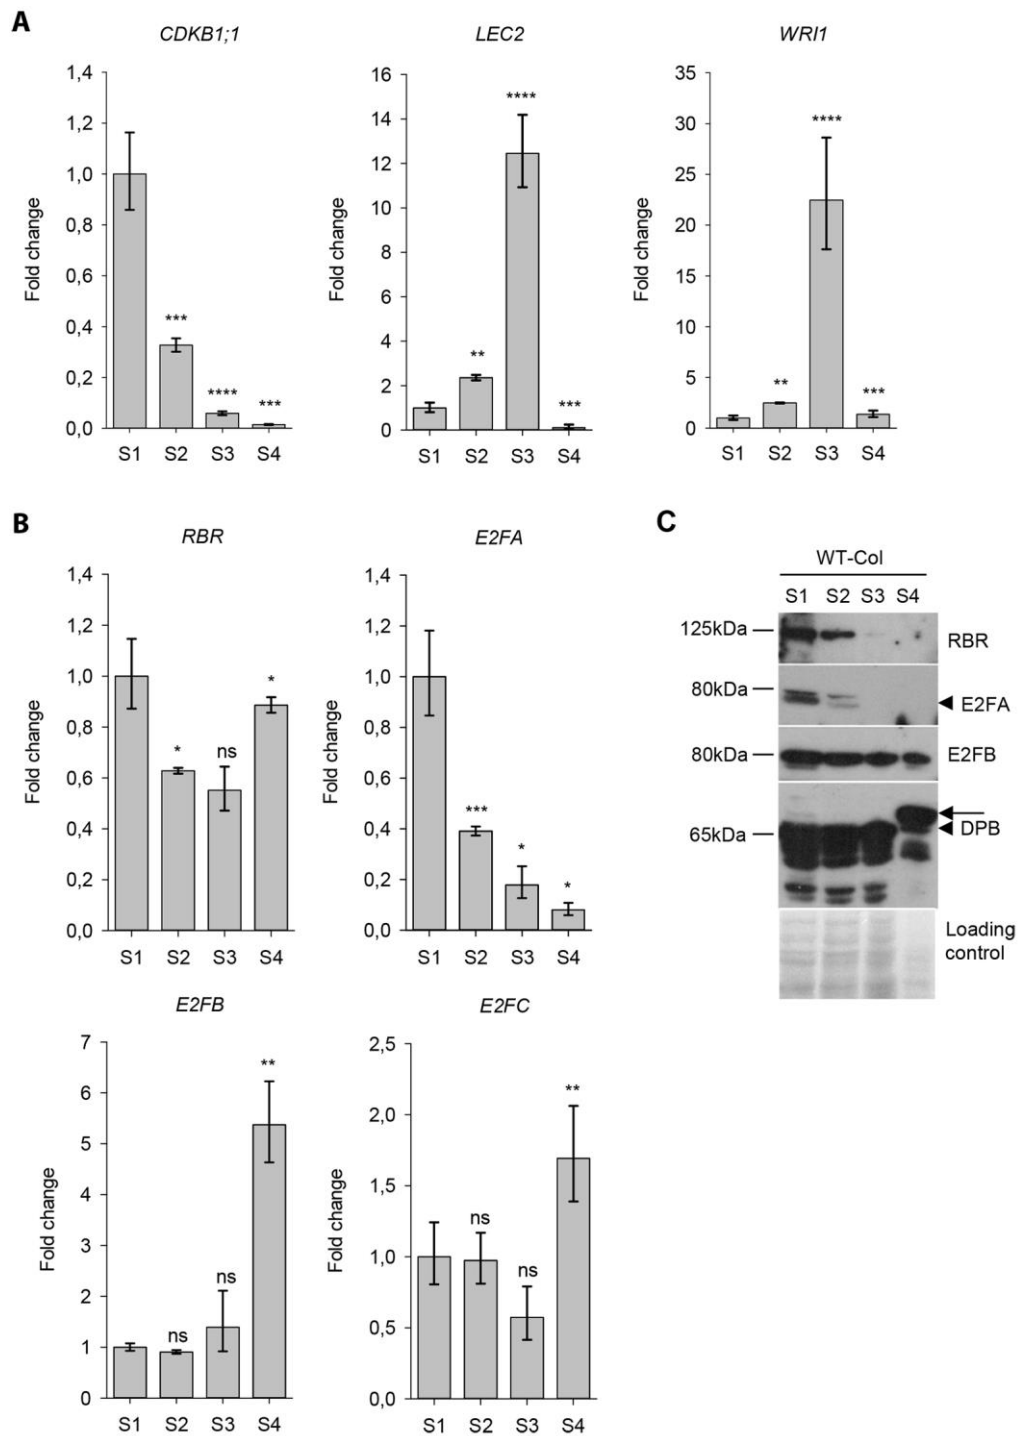 A
CDKB1;1
LEC2
WRI1
1,4
1,2
1,0
0,8
0,6
0,4
0,2
0,0
Fold change
***
****
***
S1 S2 S3 S4
16
14
12
10
8
6
4
2
0
Fold change
**
****
***
S1 S2 S3 S4
35
30
25
20
15
10
5
0
Fold change
**
****
***
S1 S2 S3 S4
B
RBR
1,4
1,2
1,0
0,8
0,6
0,4
0,2
0,0
Fold change
*
ns
*
S1 S2 S3 S4
E2FA
1,4
1,2
1,0
0,8
0,6
0,4
0,2
0,0
Fold change
***
*
*
S1 S2 S3 S4
E2FB
7
6
5
4
3
2
1
0
Fold change
ns
ns
**
S1 S2 S3 S4
E2FC
2,5
2,0
1,5
1,0
0,5
0,0
Fold change
ns
ns
**
S1 S2 S3 S4
C
WT-Col
S1 S2 S3 S4
125kDa
RBR
80kDa
E2FA
80kDa
E2FB
65kDa
DPB
Loading
control